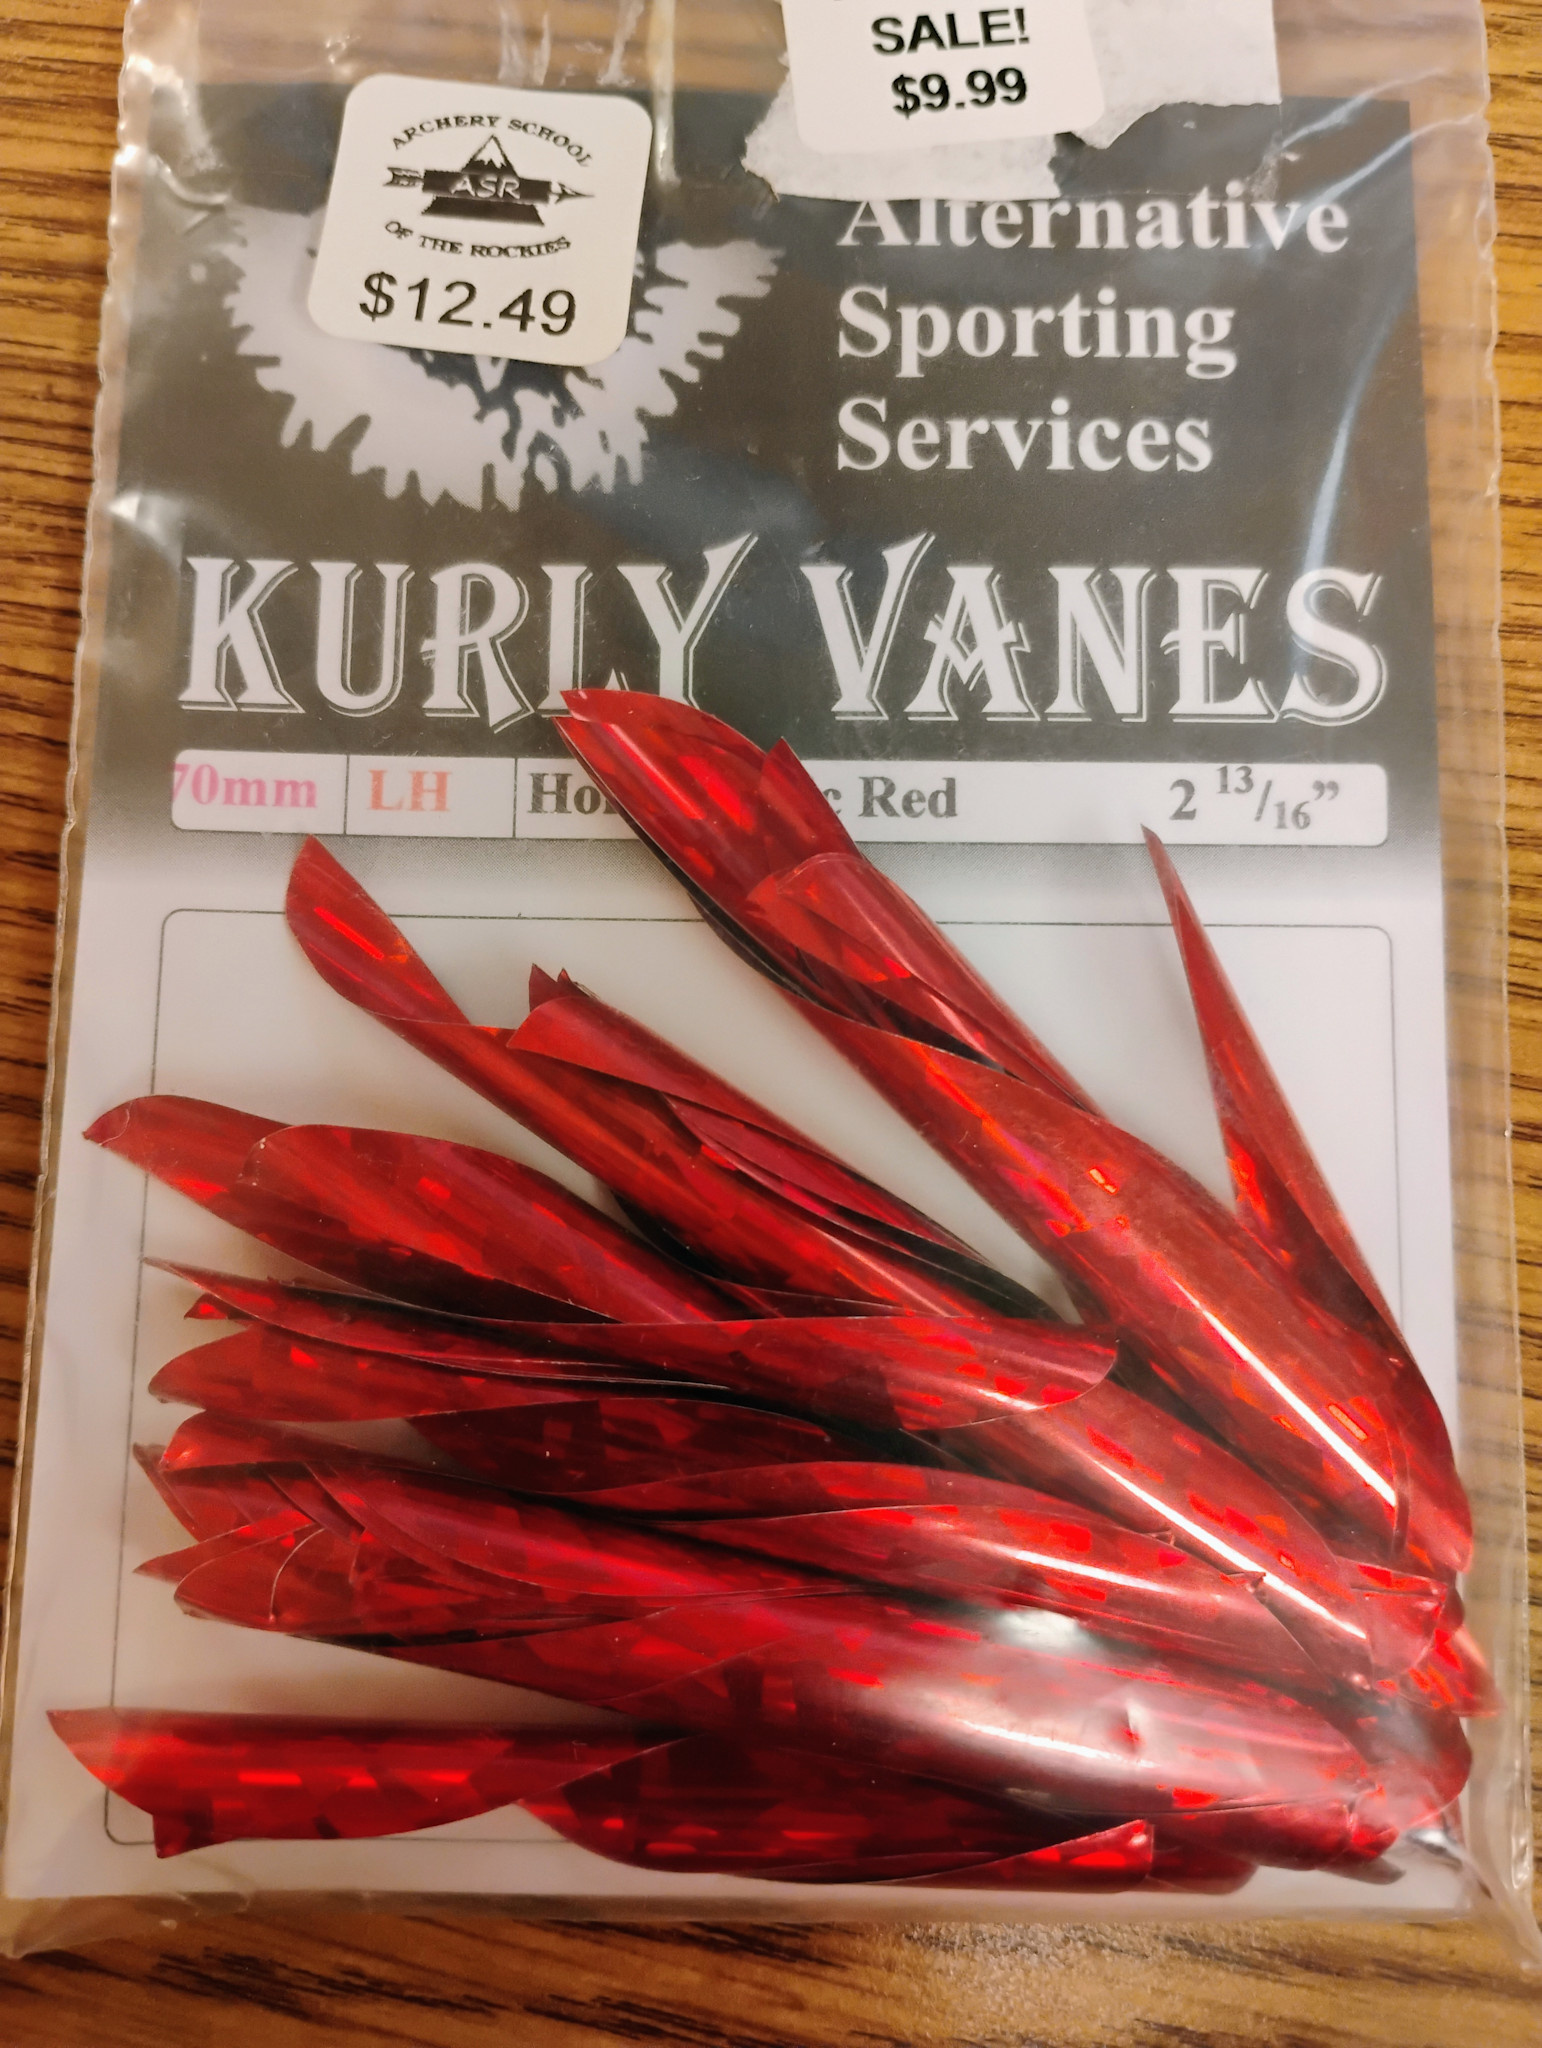 SALE!
$9.99
ARCHERY SCHOOL
ASR
OF THE ROCKIES
$12.49
Alternative
Sporting
Services
KURLY VANES
70mm LH Red 2 13/16”